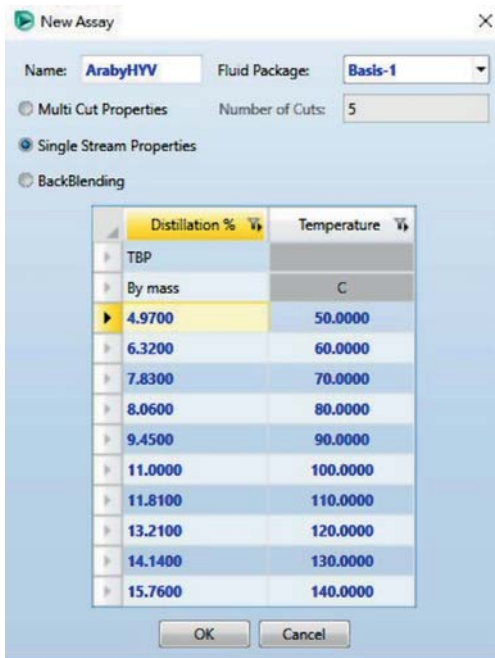 New Assay
Name: ArabyHYV Fluid Package: Basis-1
Multi Cut Properties Number of Cuts: 5
Single Stream Properties
BackBlending
Distillation % Temperature
TBP
By mass C
4.9700 50.0000
6.3200 60.0000
7.8300 70.0000
8.0600 80.0000
9.4500 90.0000
11.0000 100.0000
11.8100 110.0000
13.2100 120.0000
14.1400 130.0000
15.7600 140.0000
OK Cancel